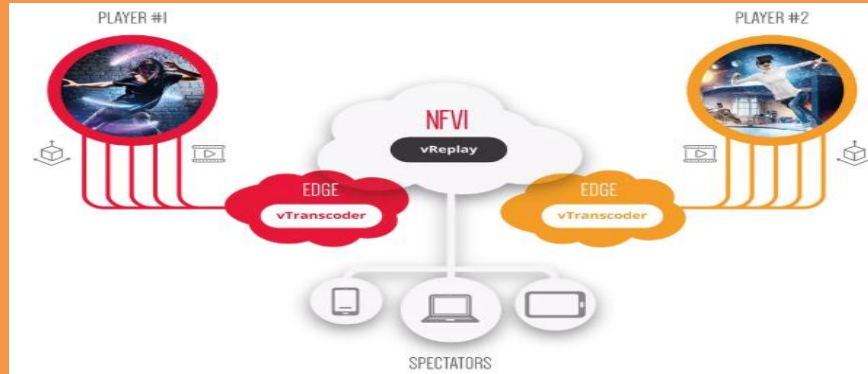 PLAYER #1
PLAYER #2
NFVI
vReplay
EDGE
vTranscoder
EDGE
vTranscoder
SPECTATORS